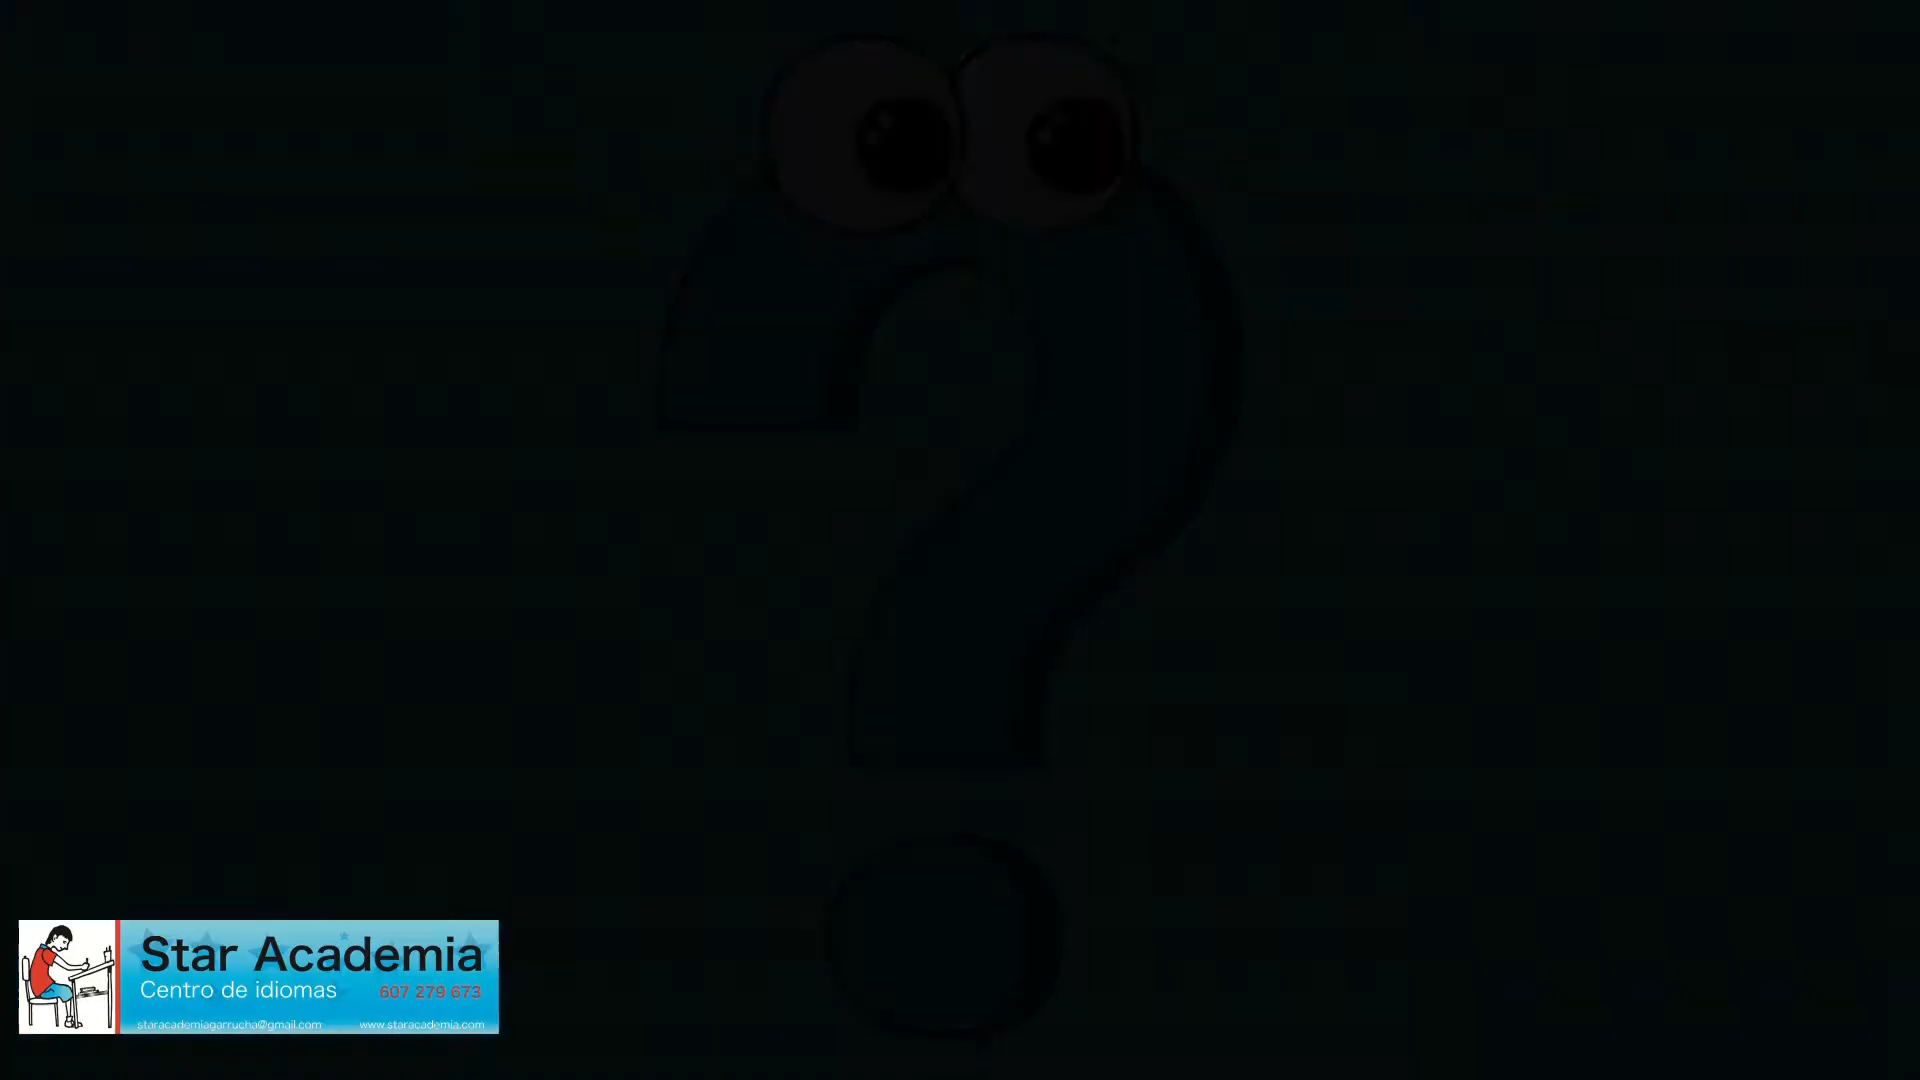 Star Academia
Centro de idiomas 607 279 673
staracademiagarrucha@gmail.com www.staracademia.com